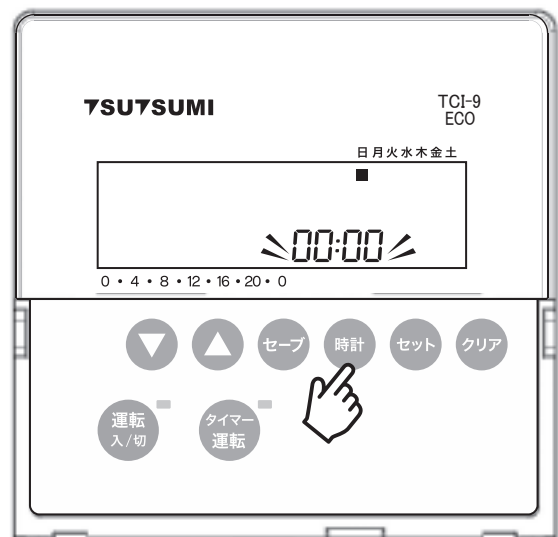 TSUTSUMI
TCI-9
ECO
日月火水木金土
00:00
0・4・8・12・16・20・0
セーブ
時計
セット
クリア
運転
入/切
タイマー
運転